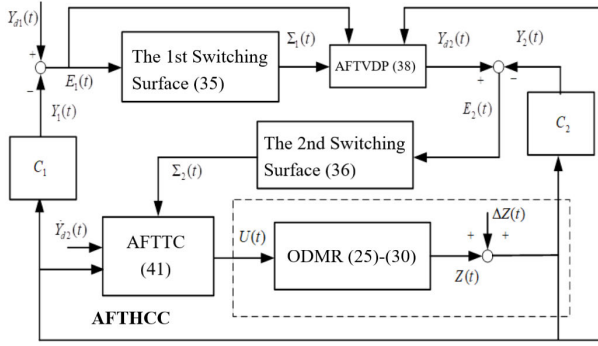 Y_{d1}(t)
+
−
E_1(t)
Y_1(t)
The 1st Switching
Surface (35)
Σ_1(t)
AFTVDP (38)
Y_{d2}(t)
Y_2(t)
+
−
E_2(t)
C_1
C_2
The 2nd Switching
Surface (36)
Σ_2(t)
Ẏ_{d2}(t)
AFTTC
(41)
U(t)
ODMR (25)-(30)
ΔZ(t)
+
+
Z(t)
AFTHCC